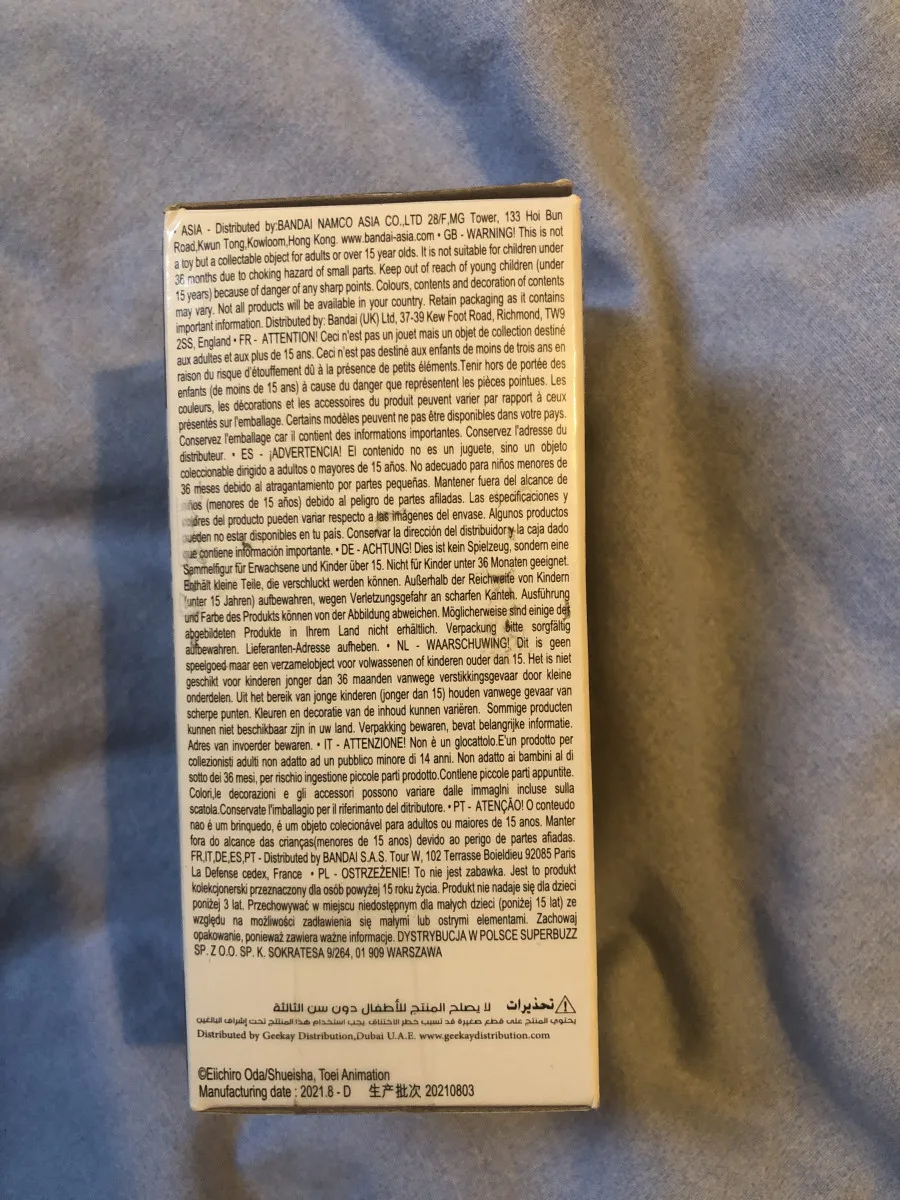 · ASIA - Distributed by:BANDAI NAMCO ASIA CO.,LTD 28/F,MG Tower, 133 Hoi Bun
Road,Kwun Tong,Kowloom,Hong Kong. www.bandai-asia.com • GB - WARNING! This is not
a toy but a collectable object for adults or over 15 year olds. It is not suitable for children under
36 months due to choking hazard of small parts. Keep out of reach of young children (under
15 years) because of danger of any sharp points. Colours, contents and decoration of contents
may vary. Not all products will be available in your country. Retain packaging as it contains
important information. Distributed by: Bandai (UK) Ltd, 37-39 Kew Foot Road, Richmond, TW9
2SS, England • FR - ATTENTION! Ceci n'est pas un jouet mais un objet de collection destiné
aux adultes et aux plus de 15 ans. Ceci n'est pas destiné aux enfants de moins de trois ans en
raison du risque d'étouffement dû à la présence de petits éléments.Tenir hors de portée des
enfants (de moins de 15 ans) à cause du danger que représentent les pièces pointues. Les
couleurs, les décorations et les accessoires du produit peuvent varier par rapport à ceux
présentés sur l'emballage. Certains modèles peuvent ne pas être disponibles dans votre pays.
Conservez l'emballage car il contient des informations importantes. Conservez l'adresse du
distributeur. • ES - ¡ADVERTENCIA! El contenido no es un juguete, sino un objeto
coleccionable dirigido a adultos o mayores de 15 años. No adecuado para niños menores de
36 meses debido al atragantamiento por partes pequeñas. Mantener fuera del alcance de
niños (menores de 15 años) debido al peligro de partes afiladas. Las especificaciones y
colores del producto pueden variar respecto a las imágenes del envase. Algunos productos
pueden no estar disponibles en tu país. Conservar la dirección del distribuidor y la caja dado
que contiene información importante. • DE - ACHTUNG! Dies ist kein Spielzeug, sondern eine
Sammelfigur für Erwachsene und Kinder über 15. Nicht für Kinder unter 36 Monaten geeignet.
Enthält kleine Teile, die verschluckt werden können. Außerhalb der Reichweite von Kindern
(unter 15 Jahren) aufbewahren, wegen Verletzungsgefahr an scharfen Kanten. Ausführung
und Farbe des Produkts können von der Abbildung abweichen. Möglicherweise sind einige der
abgebildeten Produkte in Ihrem Land nicht erhältlich. Verpackung bitte sorgfältig
aufbewahren. Lieferanten-Adresse aufheben. • NL - WAARSCHUWING! Dit is geen
speelgoed maar een verzamelobject voor volwassenen of kinderen ouder dan 15. Het is niet
geschikt voor kinderen jonger dan 36 maanden vanwege verstikkingsgevaar door kleine
onderdelen. Uit het bereik van jonge kinderen (jonger dan 15) houden vanwege gevaar van
scherpe punten. Kleuren en decoratie van de inhoud kunnen variëren. Sommige producten
kunnen niet beschikbaar zijn in uw land. Verpakking bewaren, bevat belangrijke informatie.
Adres van invoerder bewaren. • IT - ATTENZIONE! Non è un glocattolo.E'un prodotto per
collezionisti adulti non adatto ad un pubblico minore di 14 anni. Non adatto ai bambini al di
sotto dei 36 mesi, per rischio ingestione piccole parti prodotto.Contlene piccole parti appuntite.
Colori,le decorazioni e gli accessori possono variare dalle immaglni incluse sulla
scatola.Conservate l'imballagio per il riferimanto del ditributore. • PT - ATENÇÃO! O conteudo
nao é um brinquedo, é um objeto colecionável para adultos ou maiores de 15 anos. Manter
fora do alcance das crianças(menores de 15 anos) devido ao perigo de partes afiadas.
FR,IT,DE,ES,PT - Distributed by BANDAI S.A.S. Tour W, 102 Terrasse Boieldieu 92085 Paris
La Defense cedex, France • PL - OSTRZEŻENIE! To nie jest zabawka. Jest to produkt
kolekcjonerski przeznaczony dla osób powyżej 15 roku życia. Produkt nie nadaje się dla dzieci
poniżej 3 lat. Przechowywać w miejscu niedostępnym dla małych dzieci (poniżej 15 lat) ze
względu na możliwości zadławienia się małymi lub ostrymi elementami. Zachowaj
opakowanie, ponieważ zawiera ważne informacje. DYSTRYBUCJA W POLSCE SUPERBUZZ
SP. Z O.O. SP. K. SOKRATESA 9/264, 01 909 WARSZAWA
تحذيرات لا يصلح المنتج للأطفال دون سن الثالثة
يحتوي المنتج على قطع صغيرة قد تسبب خطر الاختناق يجب استخدام هذا المنتج تحت إشراف البالغين
Distributed by Geekay Distribution,Dubai U.A.E. www.geekaydistribution.com
©Eiichiro Oda/Shueisha, Toei Animation
Manufacturing date : 2021.8 - D 生产批次 20210803